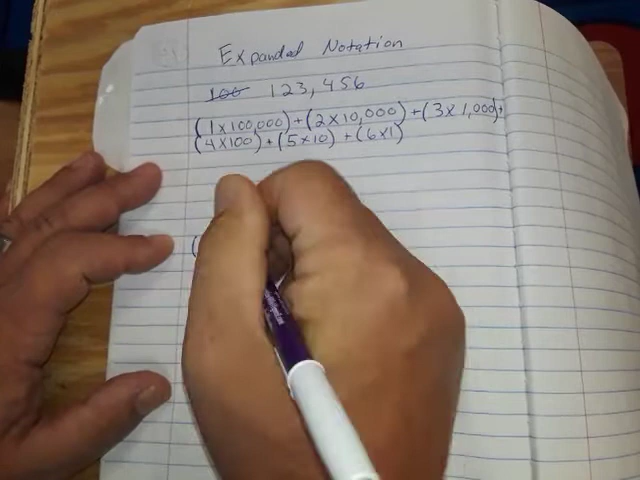 Expanded Notation
100 123,456
(1x100,000)+(2x10,000)+(3x1,000)+
(4x100)+(5x10)+(6x1)
(